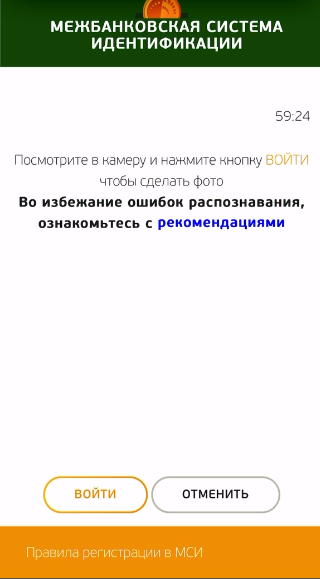 МЕЖБАНКОВСКАЯ СИСТЕМА
ИДЕНТИФИКАЦИИ
59:24
Посмотрите в камеру и нажмите кнопку ВОЙТИ
чтобы сделать фото
Во избежание ошибок распознавания,
ознакомьтесь с рекомендациями
ВОЙТИ
ОТМЕНИТЬ
Правила регистрации в МСИ